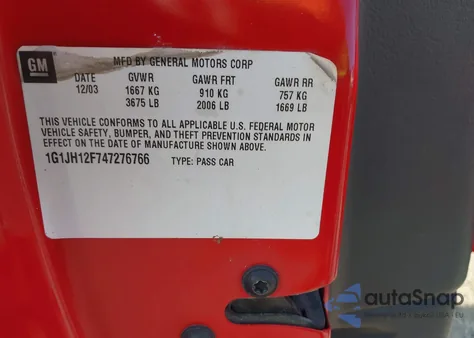 GM
MFD BY GENERAL MOTORS CORP
DATE GVWR GAWR FRT GAWR RR
12/03 1667 KG 910 KG 757 KG
3675 LB 2006 LB 1669 LB
THIS VEHICLE CONFORMS TO ALL APPLICABLE U.S. FEDERAL MOTOR
VEHICLE SAFETY, BUMPER, AND THEFT PREVENTION STANDARDS IN
EFFECT ON THE DATE OF MANUFACTURE SHOWN ABOVE.
1G1JH12F747276766 TYPE: PASS CAR
autaSnap